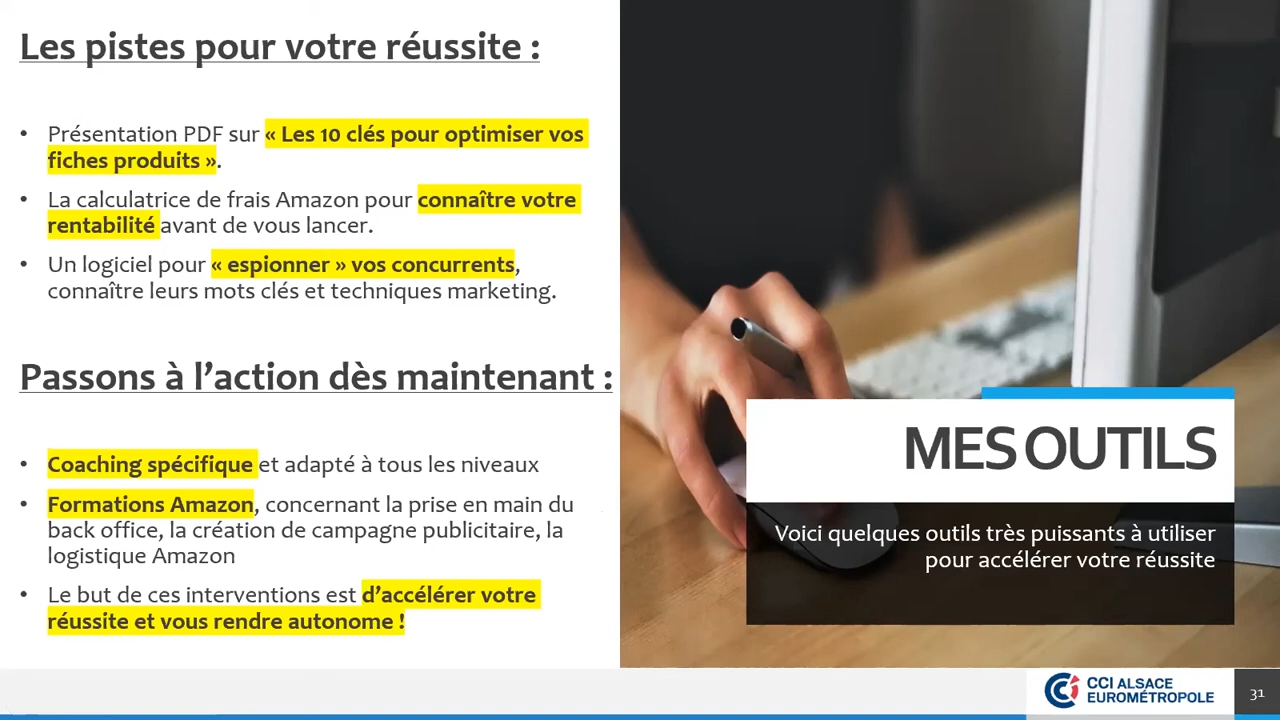 Les pistes pour votre réussite :
• Présentation PDF sur « Les 10 clés pour optimiser vos
fiches produits ».
• La calculatrice de frais Amazon pour connaître votre
rentabilité avant de vous lancer.
• Un logiciel pour « espionner » vos concurrents,
connaître leurs mots clés et techniques marketing.
Passons à l’action dès maintenant :
• Coaching spécifique et adapté à tous les niveaux
• Formations Amazon, concernant la prise en main du
back office, la création de campagne publicitaire, la
logistique Amazon
• Le but de ces interventions est d’accélérer votre
réussite et vous rendre autonome !
MES OUTILS
Voici quelques outils très puissants à utiliser
pour accélérer votre réussite
CCI ALSACE
EUROMÉTROPOLE
31